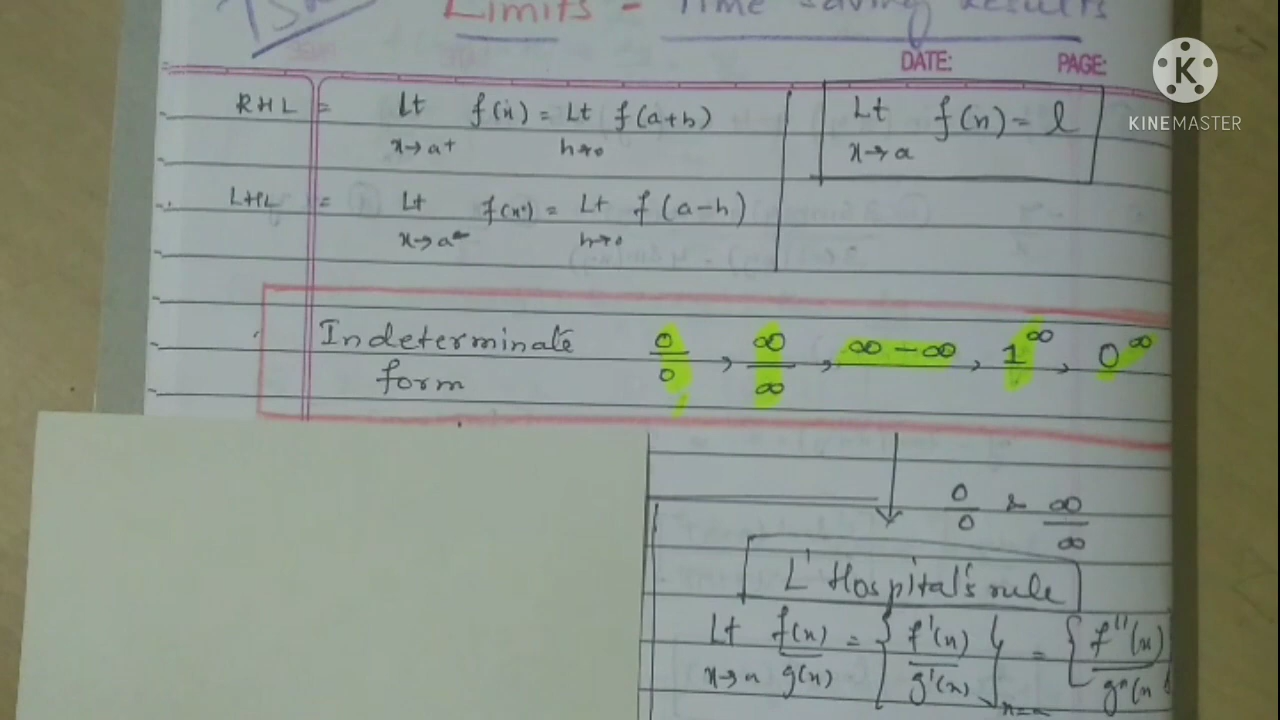 Limits - Time saving Results
DATE: PAGE:
K
KINEMASTER
RHL = Lt f(x) = Lt f(a+h)
x→a+ h→0
Lt f(x) = l
x→a
LHL = Lt f(x) = Lt f(a-h)
x→a- h→0
Indeterminate 0/0, ∞/∞, ∞-∞, 1^∞, 0^∞
form
0/0 & ∞/∞
L'Hospital's rule
Lt f(x)/g(x) = { f'(x)/g'(x) }x=a = { f''(x)/g''(x
x→a